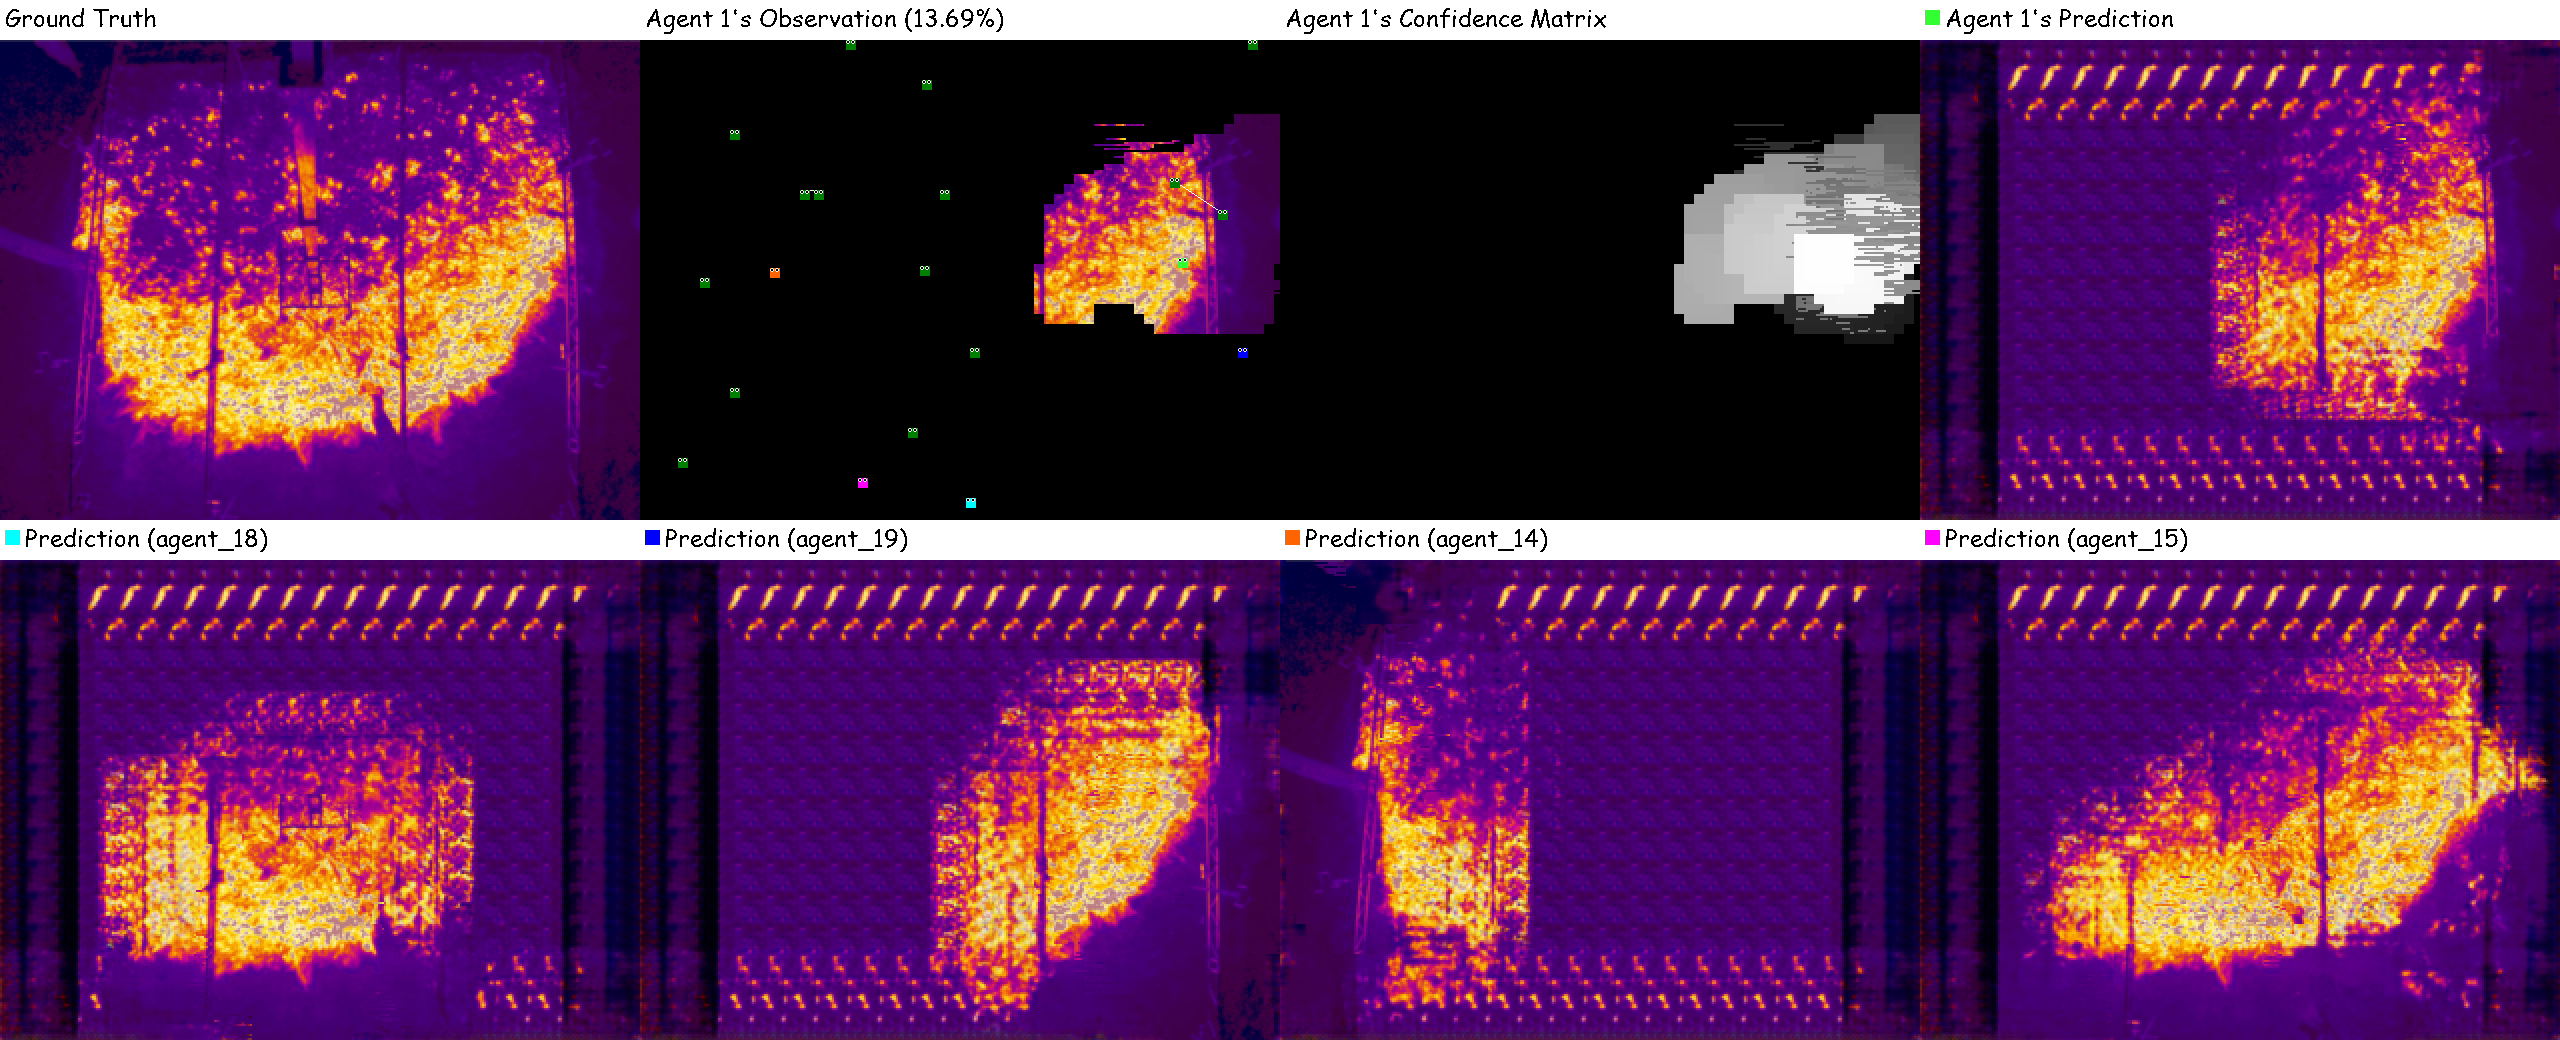 Ground Truth
Agent 1's Observation (13.69%)
Agent 1's Confidence Matrix
Agent 1's Prediction
Prediction (agent_18)
Prediction (agent_19)
Prediction (agent_14)
Prediction (agent_15)